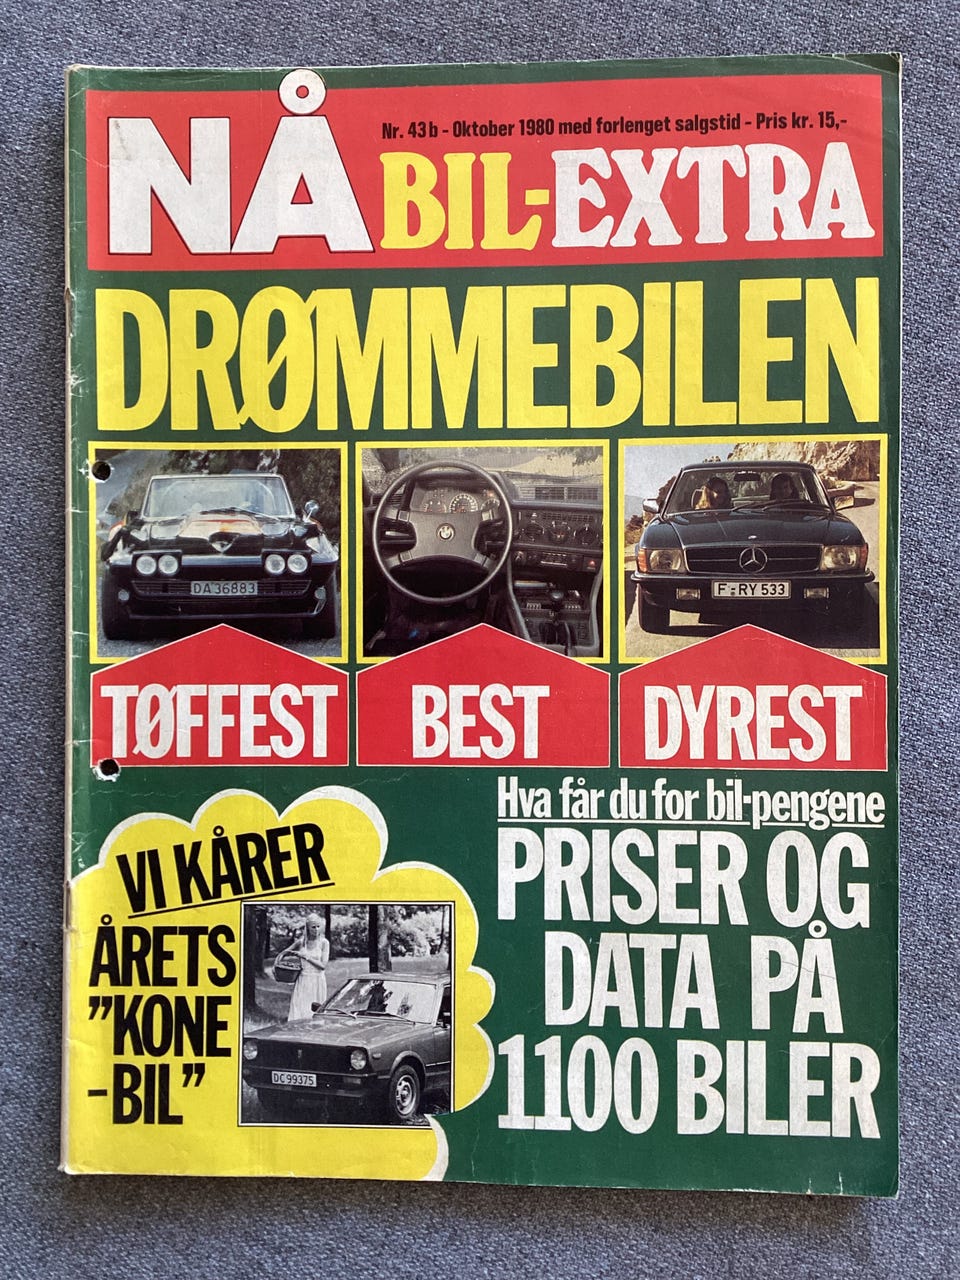 NÅ
Nr. 43 b - Oktober 1980 med forlenget salgstid - Pris kr. 15,-
BIL-EXTRA
DRØMMEBILEN
DA 36883
F-RY 533
TØFFEST
BEST
DYREST
Hva får du for bil-pengene
PRISER OG
DATA PÅ
1100 BILER
VI KÅRER
ÅRETS
"KONE
-BIL"
DC 99375